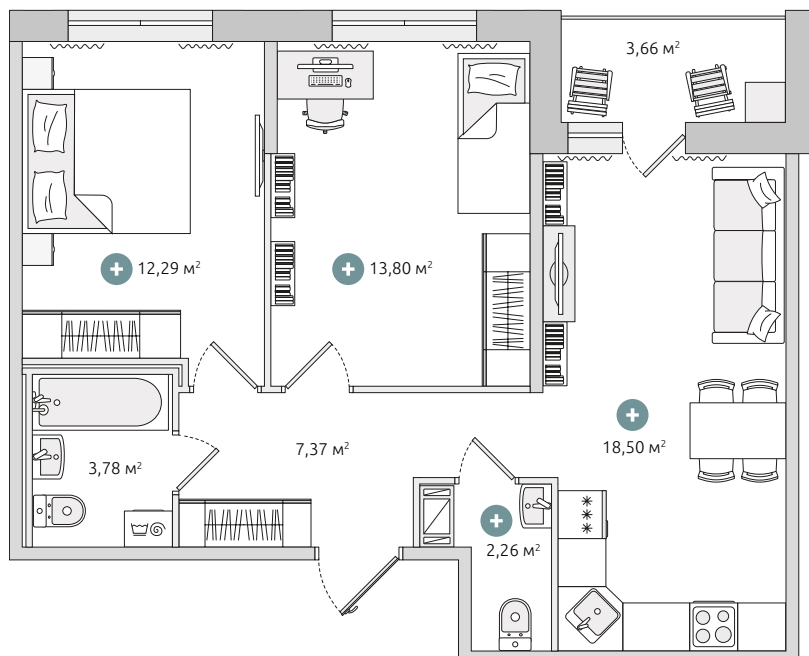 3,66 м²
12,29 м²
13,80 м²
18,50 м²
7,37 м²
3,78 м²
2,26 м²